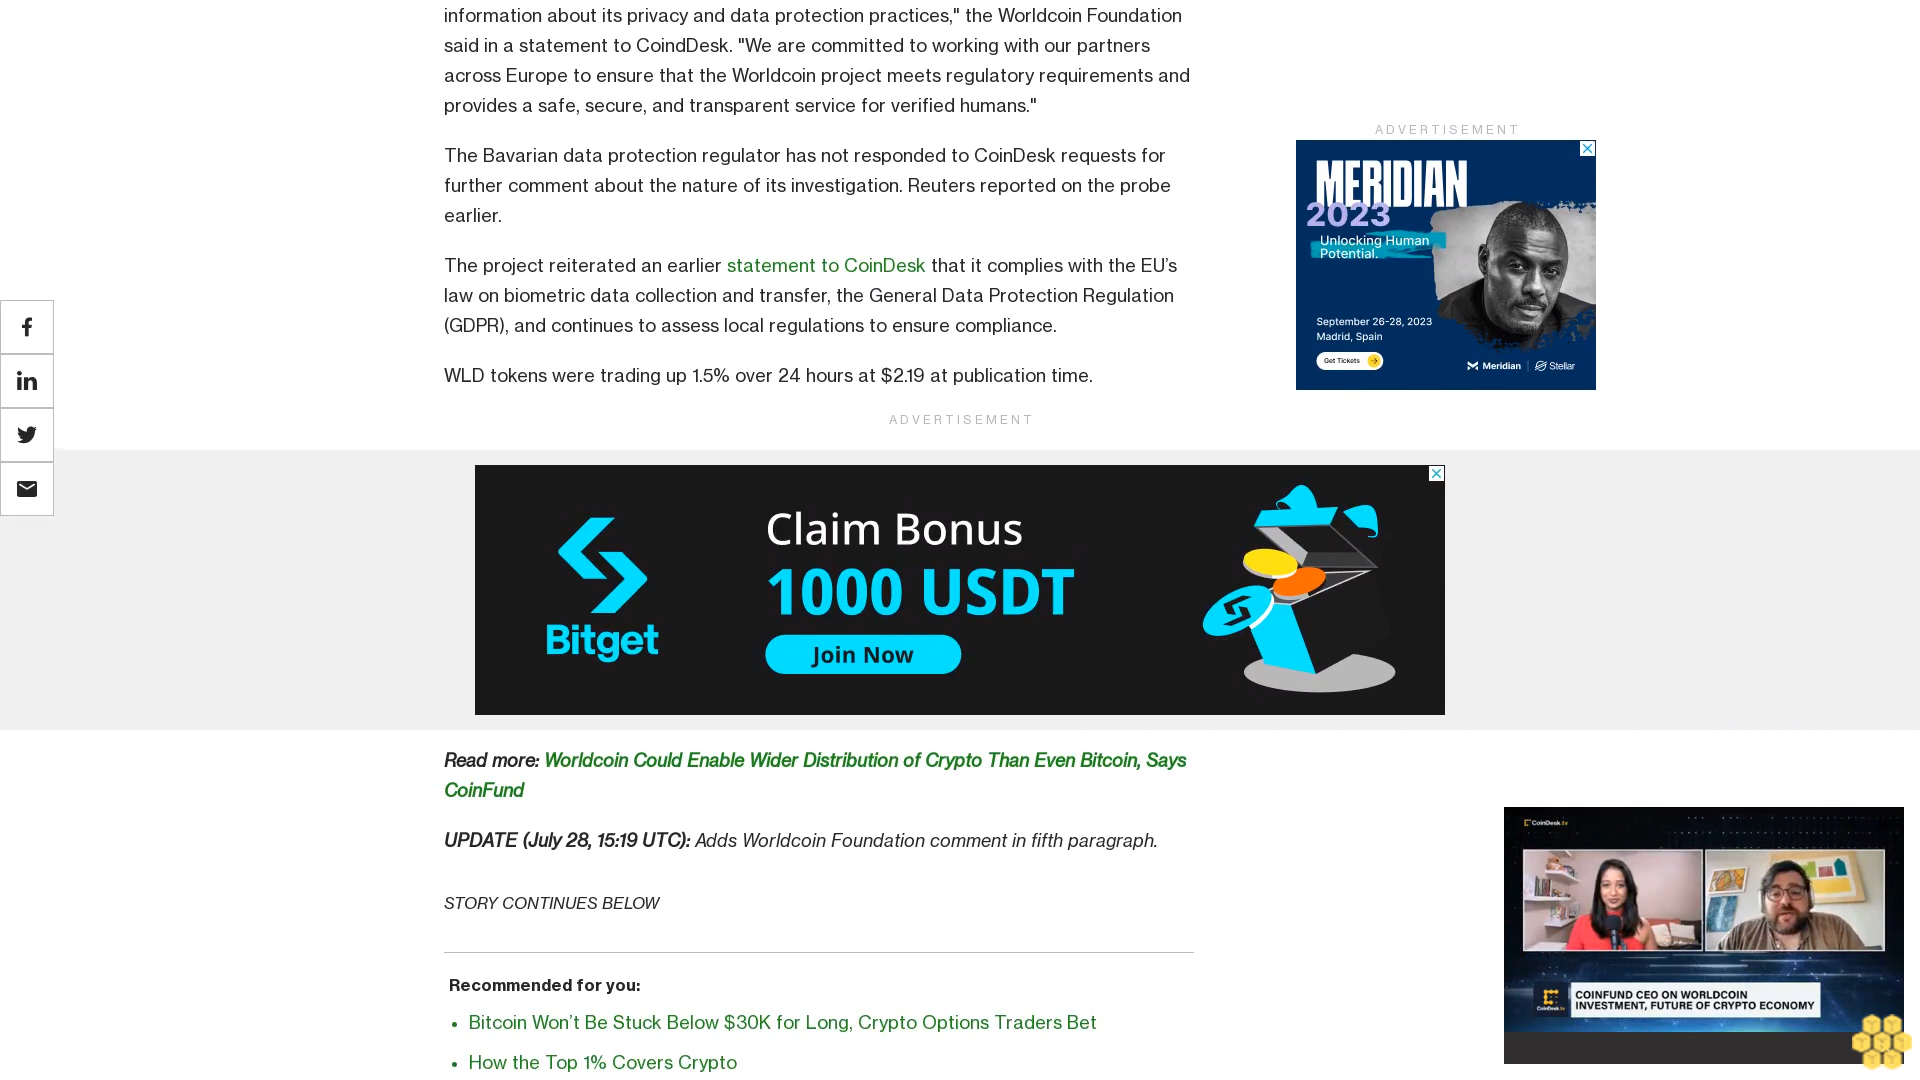 information about its privacy and data protection practices," the Worldcoin Foundation
said in a statement to CoindDesk. "We are committed to working with our partners
across Europe to ensure that the Worldcoin project meets regulatory requirements and
provides a safe, secure, and transparent service for verified humans."
The Bavarian data protection regulator has not responded to CoinDesk requests for
further comment about the nature of its investigation. Reuters reported on the probe
earlier.
The project reiterated an earlier statement to CoinDesk that it complies with the EU’s
law on biometric data collection and transfer, the General Data Protection Regulation
(GDPR), and continues to assess local regulations to ensure compliance.
WLD tokens were trading up 1.5% over 24 hours at $2.19 at publication time.
ADVERTISEMENT
MERIDIAN
2023
Unlocking Human
Potential.
September 26-28, 2023
Madrid, Spain
Get Tickets
Meridian
Stellar
ADVERTISEMENT
Bitget
Claim Bonus
1000 USDT
Join Now
Read more: Worldcoin Could Enable Wider Distribution of Crypto Than Even Bitcoin, Says
CoinFund
UPDATE (July 28, 15:19 UTC): Adds Worldcoin Foundation comment in fifth paragraph.
STORY CONTINUES BELOW
Recommended for you:
• Bitcoin Won’t Be Stuck Below $30K for Long, Crypto Options Traders Bet
• How the Top 1% Covers Crypto
CoinDesk.tv
CoinDesk.tv
COINFUND CEO ON WORLDCOIN
INVESTMENT, FUTURE OF CRYPTO ECONOMY